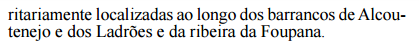 ritariamente localizadas ao longo dos barrancos de Alcou-
tenejo e dos Ladrões e da ribeira da Foupana.